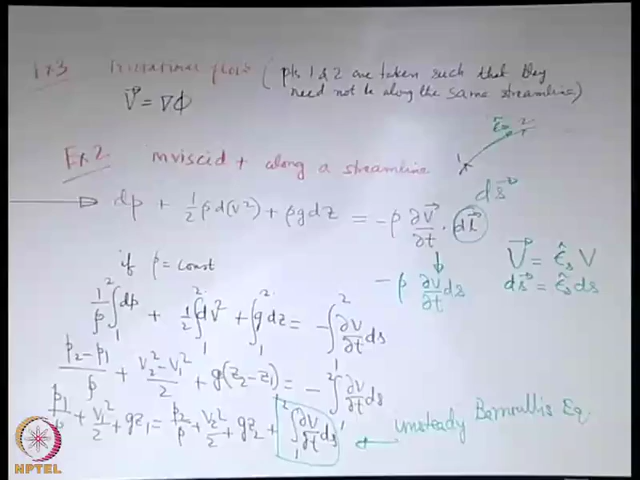 Ex 3 Irrotational flow (pts 1 & 2 are taken such that they
need not be along the same streamline)
V⃗ = ∇Φ
Ex. 2 inviscid + along a streamline
dp + 1/2 ρ d(V²) + ρg dz = -ρ ∂V⃗/∂t · dl⃗
ε̂s 2
1
ds⃗
if ρ = const
-ρ ∂V/∂t ds
V⃗ = ε̂s V
ds⃗ = ε̂s ds
1/ρ ∫₁² dp + 1/2 ∫₁² dV² + ∫₁² g dz = -∫₁² ∂V/∂t ds
(p₂ - p₁)/ρ + (V₂² - V₁²)/2 + g(z₂ - z₁) = -∫₁² ∂V/∂t ds
p₁/ρ + V₁²/2 + gz₁ = p₂/ρ + V₂²/2 + gz₂ + ∫₁² ∂V/∂t ds ← unsteady Bernoulli's Eq
NPTEL